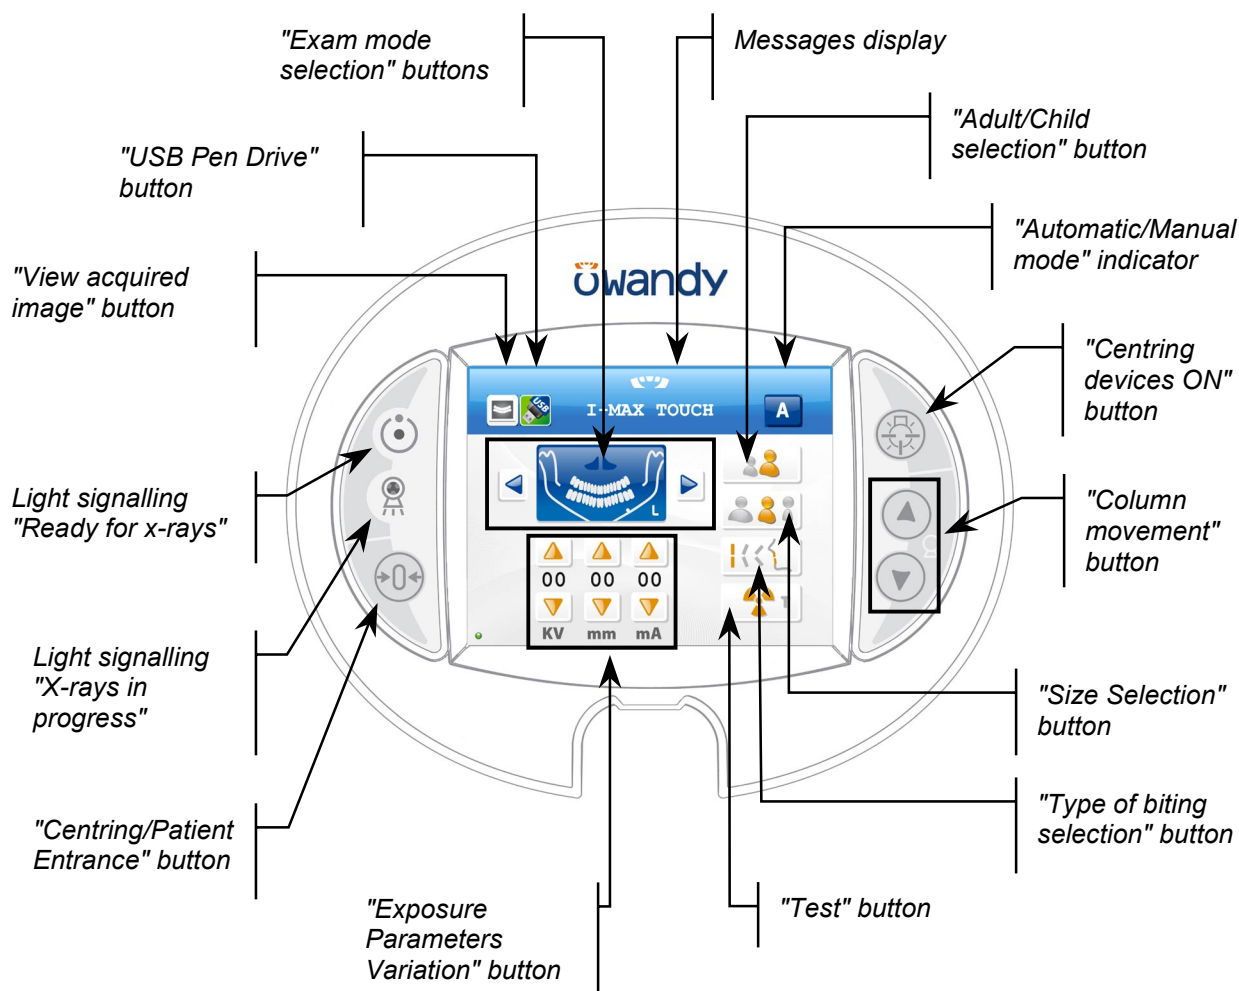 "Exam mode
selection" buttons
Messages display
"Adult/Child
selection" button
"USB Pen Drive"
button
"Automatic/Manual
mode" indicator
"View acquired
image" button
owandy
"Centring
devices ON"
button
USB
I-MAX TOUCH
A
L
Light signalling
"Ready for x-rays"
"Column
movement"
button
00 00 00
T
KV mm mA
0
Light signalling
"X-rays in
progress"
"Size Selection"
button
"Centring/Patient
Entrance" button
"Type of biting
selection" button
"Exposure
Parameters
Variation" button
"Test" button